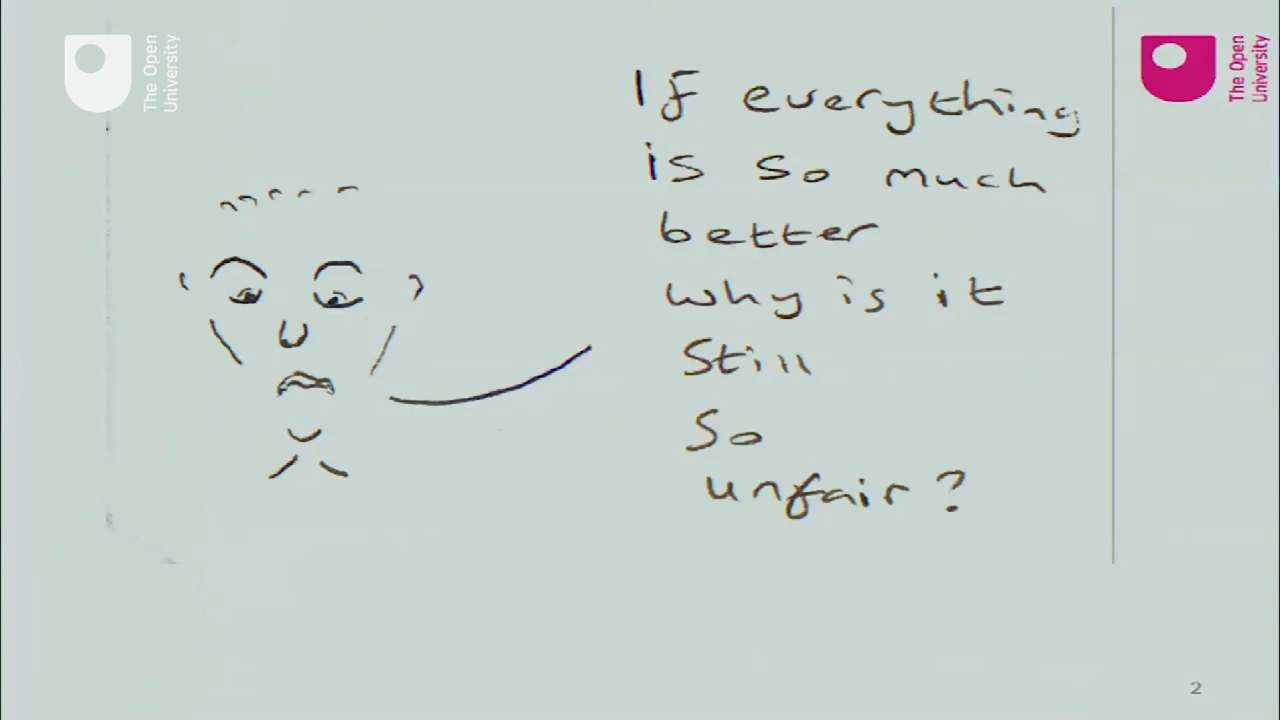 The Open
University
If everything
is so much
better
why is it
still
so
unfair?
The Open
University
2